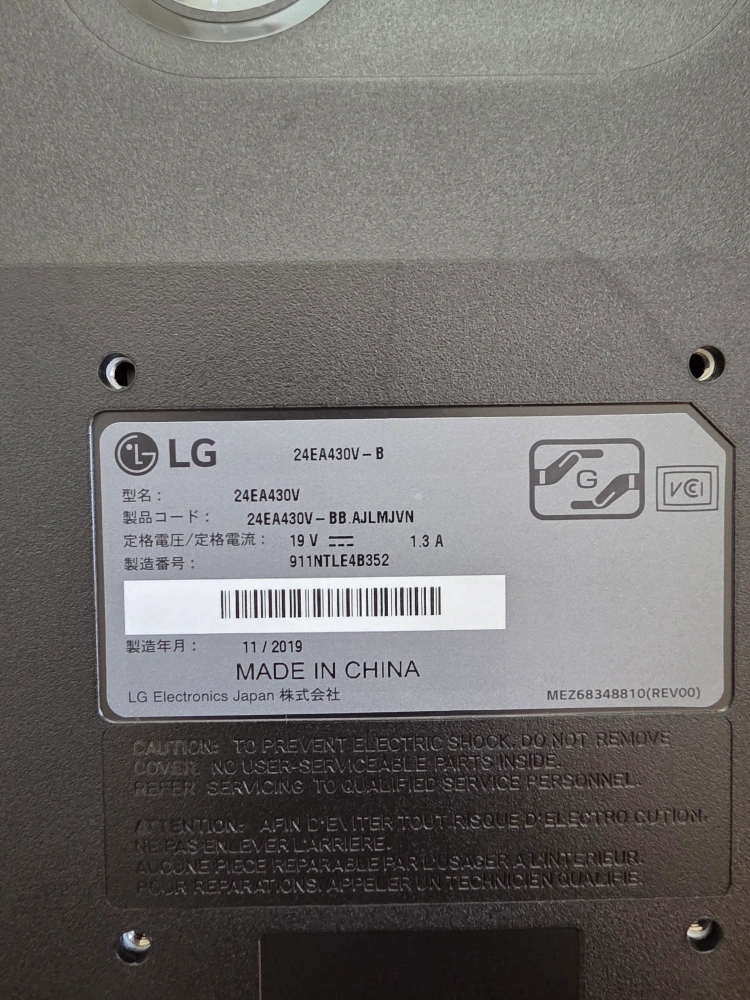 LG 24EA430V-B
G
VCCI
型名: 24EA430V
製品コード: 24EA430V-BB.AJLMJVN
定格電圧/定格電流: 19 V ⎓ 1.3 A
製造番号: 911NTLE4B352
製造年月: 11 / 2019
MADE IN CHINA
LG Electronics Japan 株式会社 MEZ68348810(REV00)
CAUTION: TO PREVENT ELECTRIC SHOCK, DO NOT REMOVE
COVER. NO USER-SERVICEABLE PARTS INSIDE.
REFER SERVICING TO QUALIFIED SERVICE PERSONNEL.
ATTENTION: AFIN D'EVITER TOUT RISQUE D'ELECTRO CUTION.
NE PAS ENLEVER L'ARRIERE.
AUCUNE PIECE REPARABLE PAR L'USAGER A L'INTERIEUR.
POUR REPARATIONS, APPELER UN TECHNICIEN QUALIFIE.